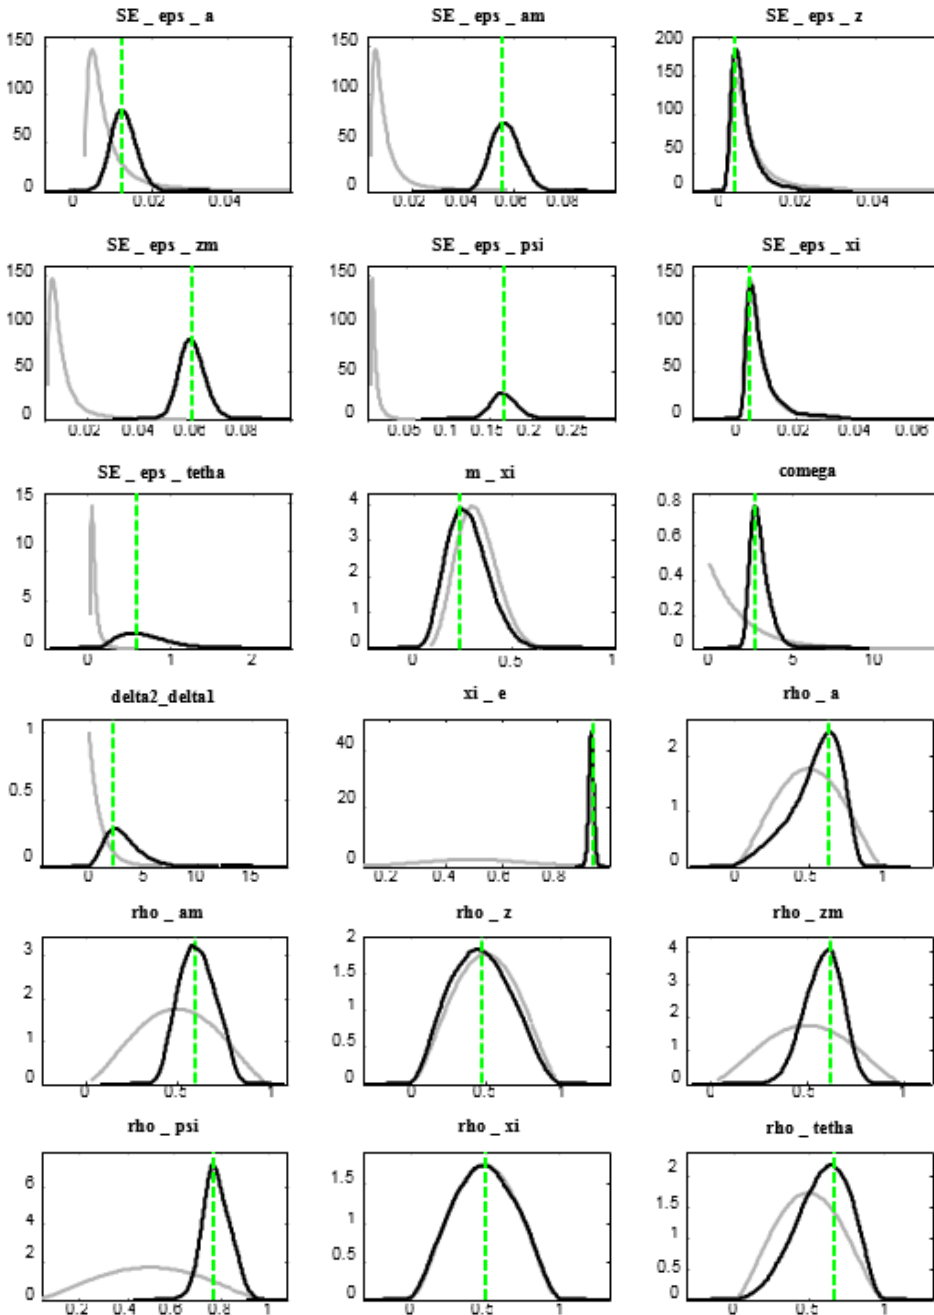 SE _ eps _ a
SE _ eps _ am
SE _ eps _ z
150
100
50
0
0 0.02 0.04
150
100
50
0
0.02 0.04 0.06 0.08
200
150
100
50
0
0 0.02 0.04
SE _ eps _ zm
SE _ eps _ psi
SE _eps _ xi
150
100
50
0
0.02 0.04 0.06 0.08
150
100
50
0
0.05 0.1 0.15 0.2 0.25
150
100
50
0
0 0.02 0.04 0.06
SE _ eps _ tetha
m _ xi
comega
15
10
5
0
0 1 2
4
3
2
1
0
0 0.5 1
0.8
0.6
0.4
0.2
0
0 5 10
delta2_delta1
xi _ e
rho _ a
1
0.5
0
0 5 10 15
40
20
0
0.2 0.4 0.6 0.8
2
1
0
0 0.5 1
rho _ am
rho _ z
rho _ zm
3
2
1
0
0 0.5 1
2
1.5
1
0.5
0
0 0.5 1
4
3
2
1
0
0 0.5 1
rho _ psi
rho _ xi
rho _ tetha
6
4
2
0
0.2 0.4 0.6 0.8 1
1.5
1
0.5
0
0 0.5 1
2
1.5
1
0.5
0
0 0.5 1